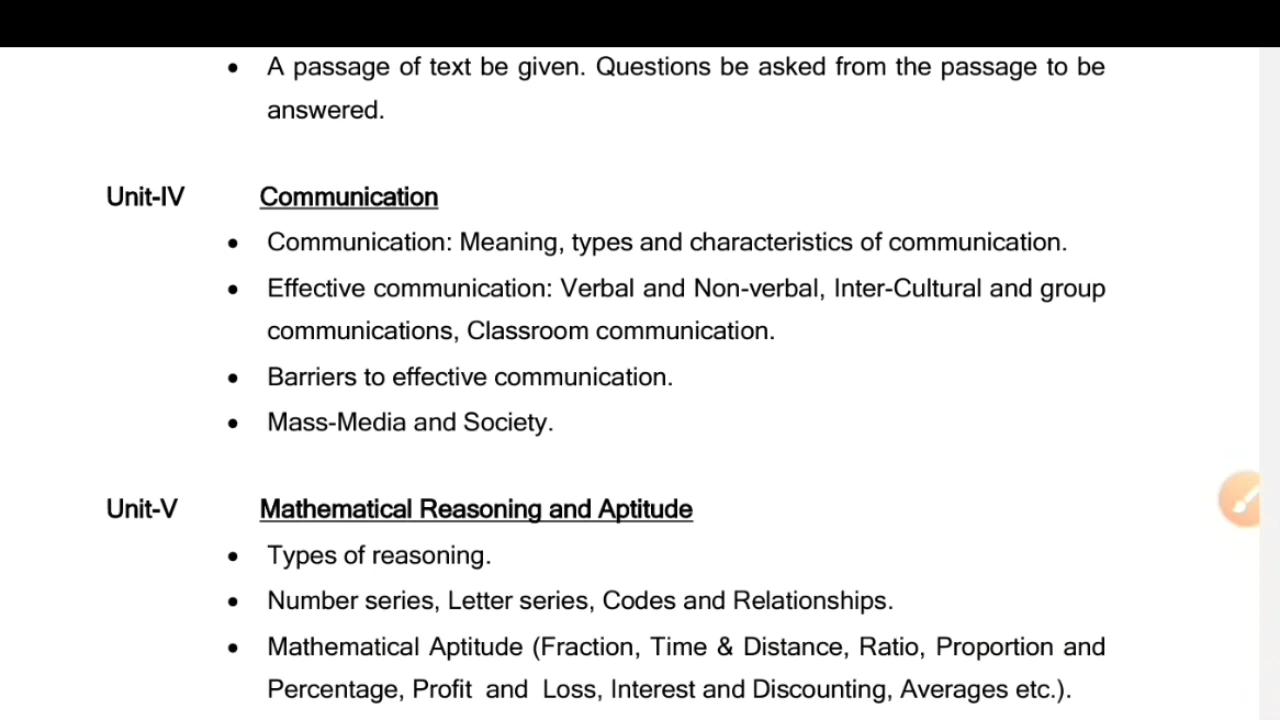 • A passage of text be given. Questions be asked from the passage to be
answered.
Unit-IV Communication
• Communication: Meaning, types and characteristics of communication.
• Effective communication: Verbal and Non-verbal, Inter-Cultural and group
communications, Classroom communication.
• Barriers to effective communication.
• Mass-Media and Society.
Unit-V Mathematical Reasoning and Aptitude
• Types of reasoning.
• Number series, Letter series, Codes and Relationships.
• Mathematical Aptitude (Fraction, Time & Distance, Ratio, Proportion and
Percentage, Profit and Loss, Interest and Discounting, Averages etc.).